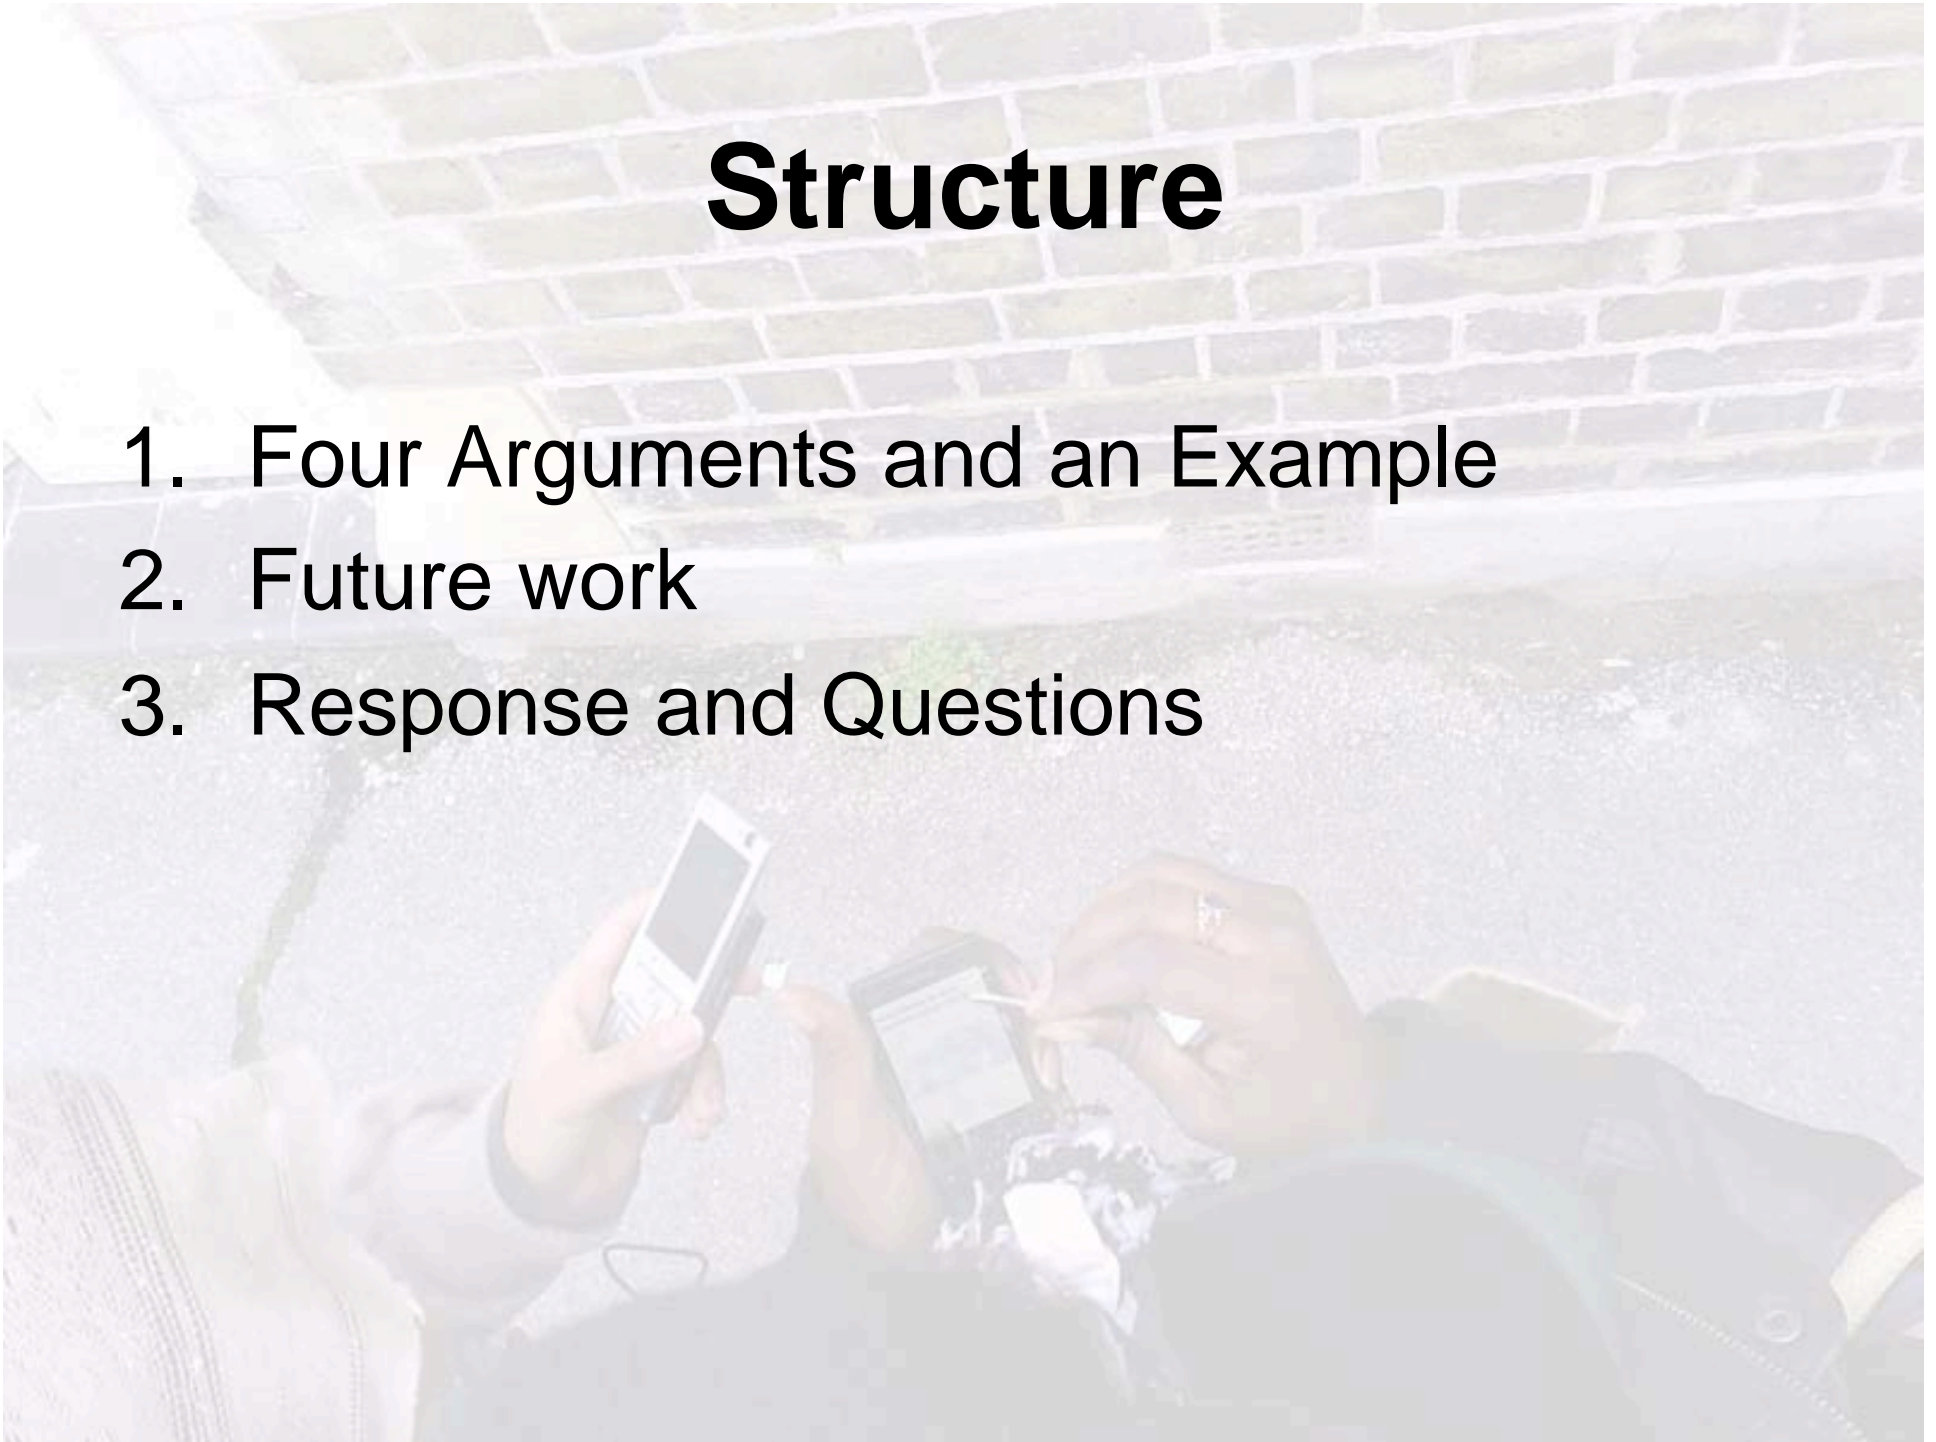 Structure
1. Four Arguments and an Example
2. Future work
3. Response and Questions